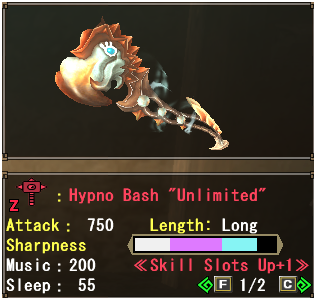 Z : Hypno Bash "Unlimited"
Attack : 750 Length: Long
Sharpness
Music : 200 ≪Skill Slots Up+1≫
Sleep : 55 F 1/2 C